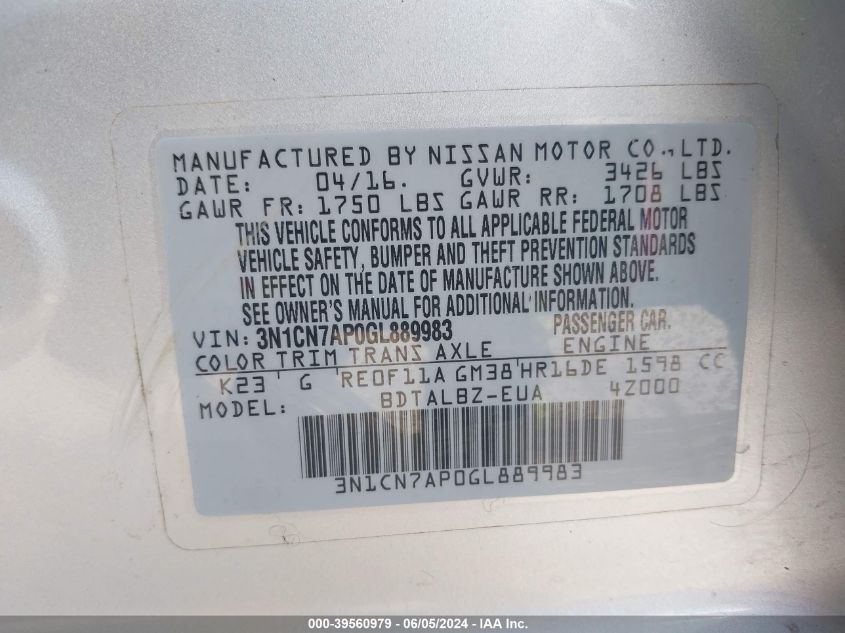 MANUFACTURED BY NISSAN MOTOR CO., LTD.
DATE: 04/16. GVWR: 3426 LBS
GAWR FR: 1750 LBS GAWR RR: 1708 LBS
THIS VEHICLE CONFORMS TO ALL APPLICABLE FEDERAL MOTOR
VEHICLE SAFETY, BUMPER AND THEFT PREVENTION STANDARDS
IN EFFECT ON THE DATE OF MANUFACTURE SHOWN ABOVE.
SEE OWNER'S MANUAL FOR ADDITIONAL INFORMATION.
VIN: 3N1CN7AP0GL889983 PASSENGER CAR.
COLOR TRIM TRANS AXLE ENGINE
K23 G RE0F11A GM38 HR16DE 1598 CC
MODEL: BDTALBZ-EUA 4Z000
3N1CN7AP0GL889983
000-39560979 - 06/05/2024 - IAA Inc.